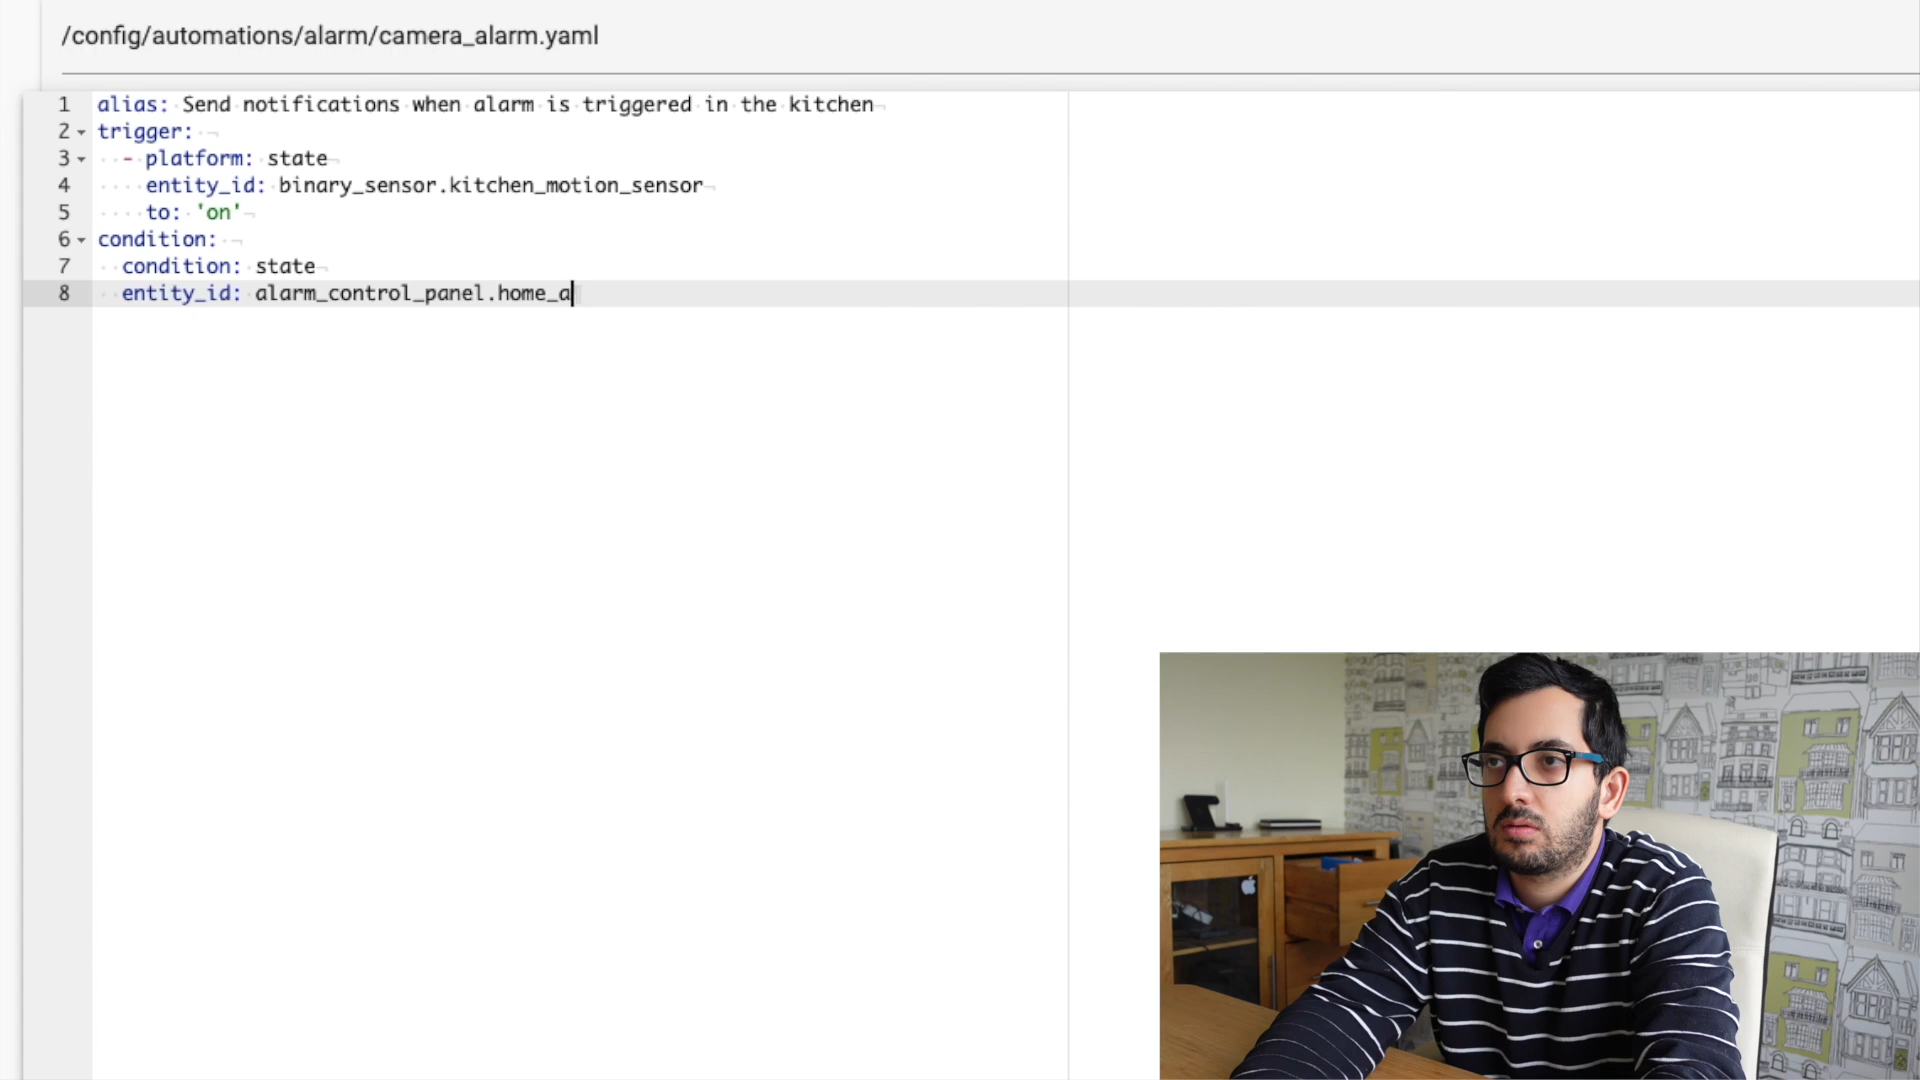 /config/automations/alarm/camera_alarm.yaml
1 alias: Send notifications when alarm is triggered in the kitchen
2 trigger:
3 - platform: state
4 entity_id: binary_sensor.kitchen_motion_sensor
5 to: 'on'
6 condition:
7 condition: state
8 entity_id: alarm_control_panel.home_a